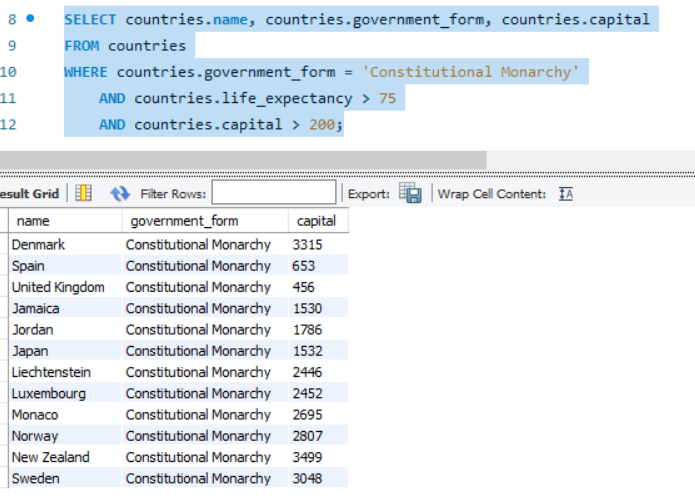 8 SELECT countries.name, countries.government_form, countries.capital
9 FROM countries
10 WHERE countries.government_form = 'Constitutional Monarchy'
11 AND countries.life_expectancy > 75
12 AND countries.capital > 200;
esult Grid Filter Rows: Export: Wrap Cell Content:
name government_form capital
Denmark Constitutional Monarchy 3315
Spain Constitutional Monarchy 653
United Kingdom Constitutional Monarchy 456
Jamaica Constitutional Monarchy 1530
Jordan Constitutional Monarchy 1786
Japan Constitutional Monarchy 1532
Liechtenstein Constitutional Monarchy 2446
Luxembourg Constitutional Monarchy 2452
Monaco Constitutional Monarchy 2695
Norway Constitutional Monarchy 2807
New Zealand Constitutional Monarchy 3499
Sweden Constitutional Monarchy 3048